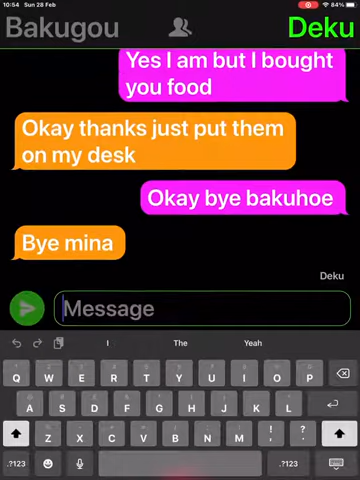 10:54 Sun 28 Feb 84%
Bakugou Deku
Yes I am but I bought
you food
Okay thanks just put them
on my desk
Okay bye bakuhoe
Bye mina
Deku
Message
I The Yeah
Q W E R T Y U I O P
A S D F G H J K L
Z X C V B N M ! , ? .
.?123 .?123